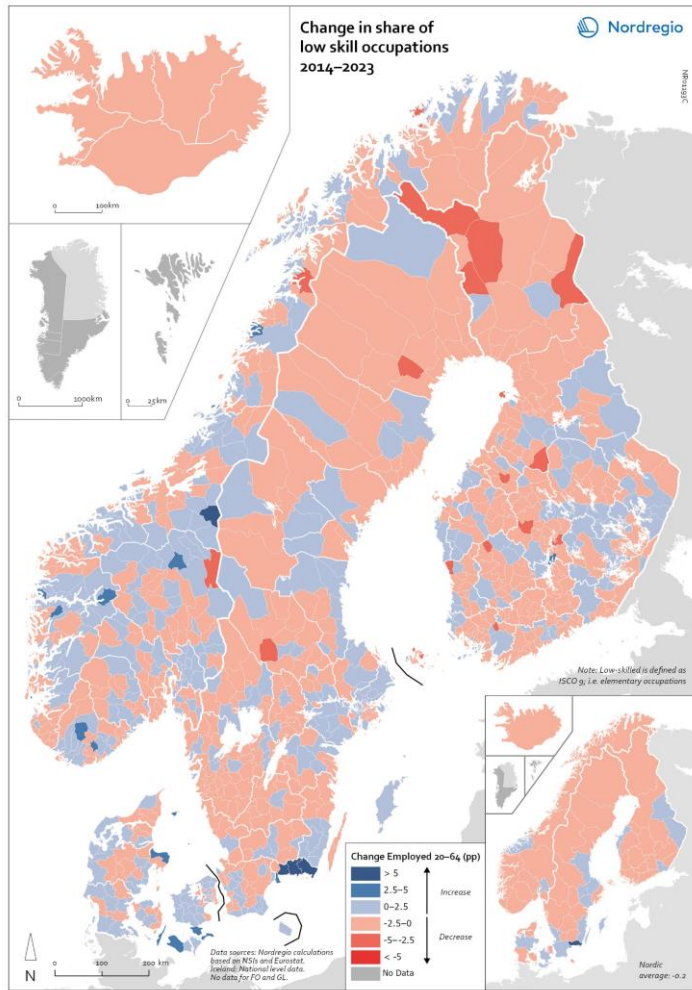 Change in share of
low skill occupations
2014–2023
Nordregio
NR01193C
0 100km
0 1000km
0 25km
Note: Low-skilled is defined as
ISCO 9; i.e. elementary occupations
Change Employed 20–64 (pp)
> 5
2.5–5
0–2.5
-2.5–0
-5–-2.5
< -5
No Data
Increase
Decrease
Data sources: Nordregio calculations
based on NSIs and Eurostat.
Iceland: National level data.
No data for FO and GL.
N
0 100 200 km
Nordic
average: -0.2